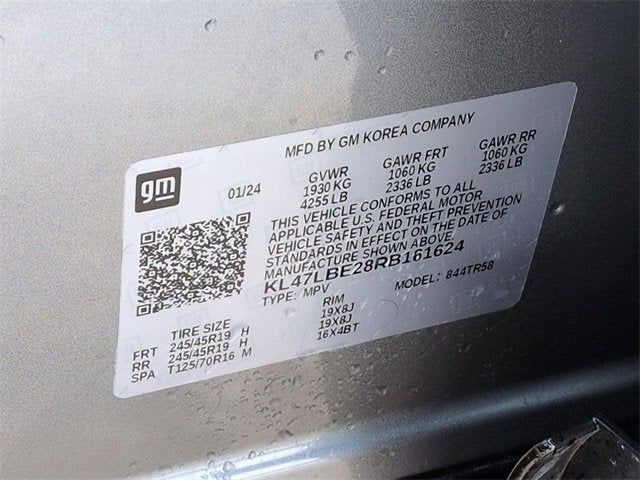 MFD BY GM KOREA COMPANY
gm
01/24
GVWR GAWR FRT GAWR RR
1930 KG 1060 KG 1060 KG
4255 LB 2336 LB 2336 LB
THIS VEHICLE CONFORMS TO ALL
APPLICABLE U.S. FEDERAL MOTOR
VEHICLE SAFETY AND THEFT PREVENTION
STANDARDS IN EFFECT ON THE DATE OF
MANUFACTURE SHOWN ABOVE.
KL47LBE28RB161624
TYPE: MPV MODEL: 844TR58
TIRE SIZE RIM
FRT 245/45R19 H 19X8J
RR 245/45R19 H 19X8J
SPA T125/70R16 M 16X4BT